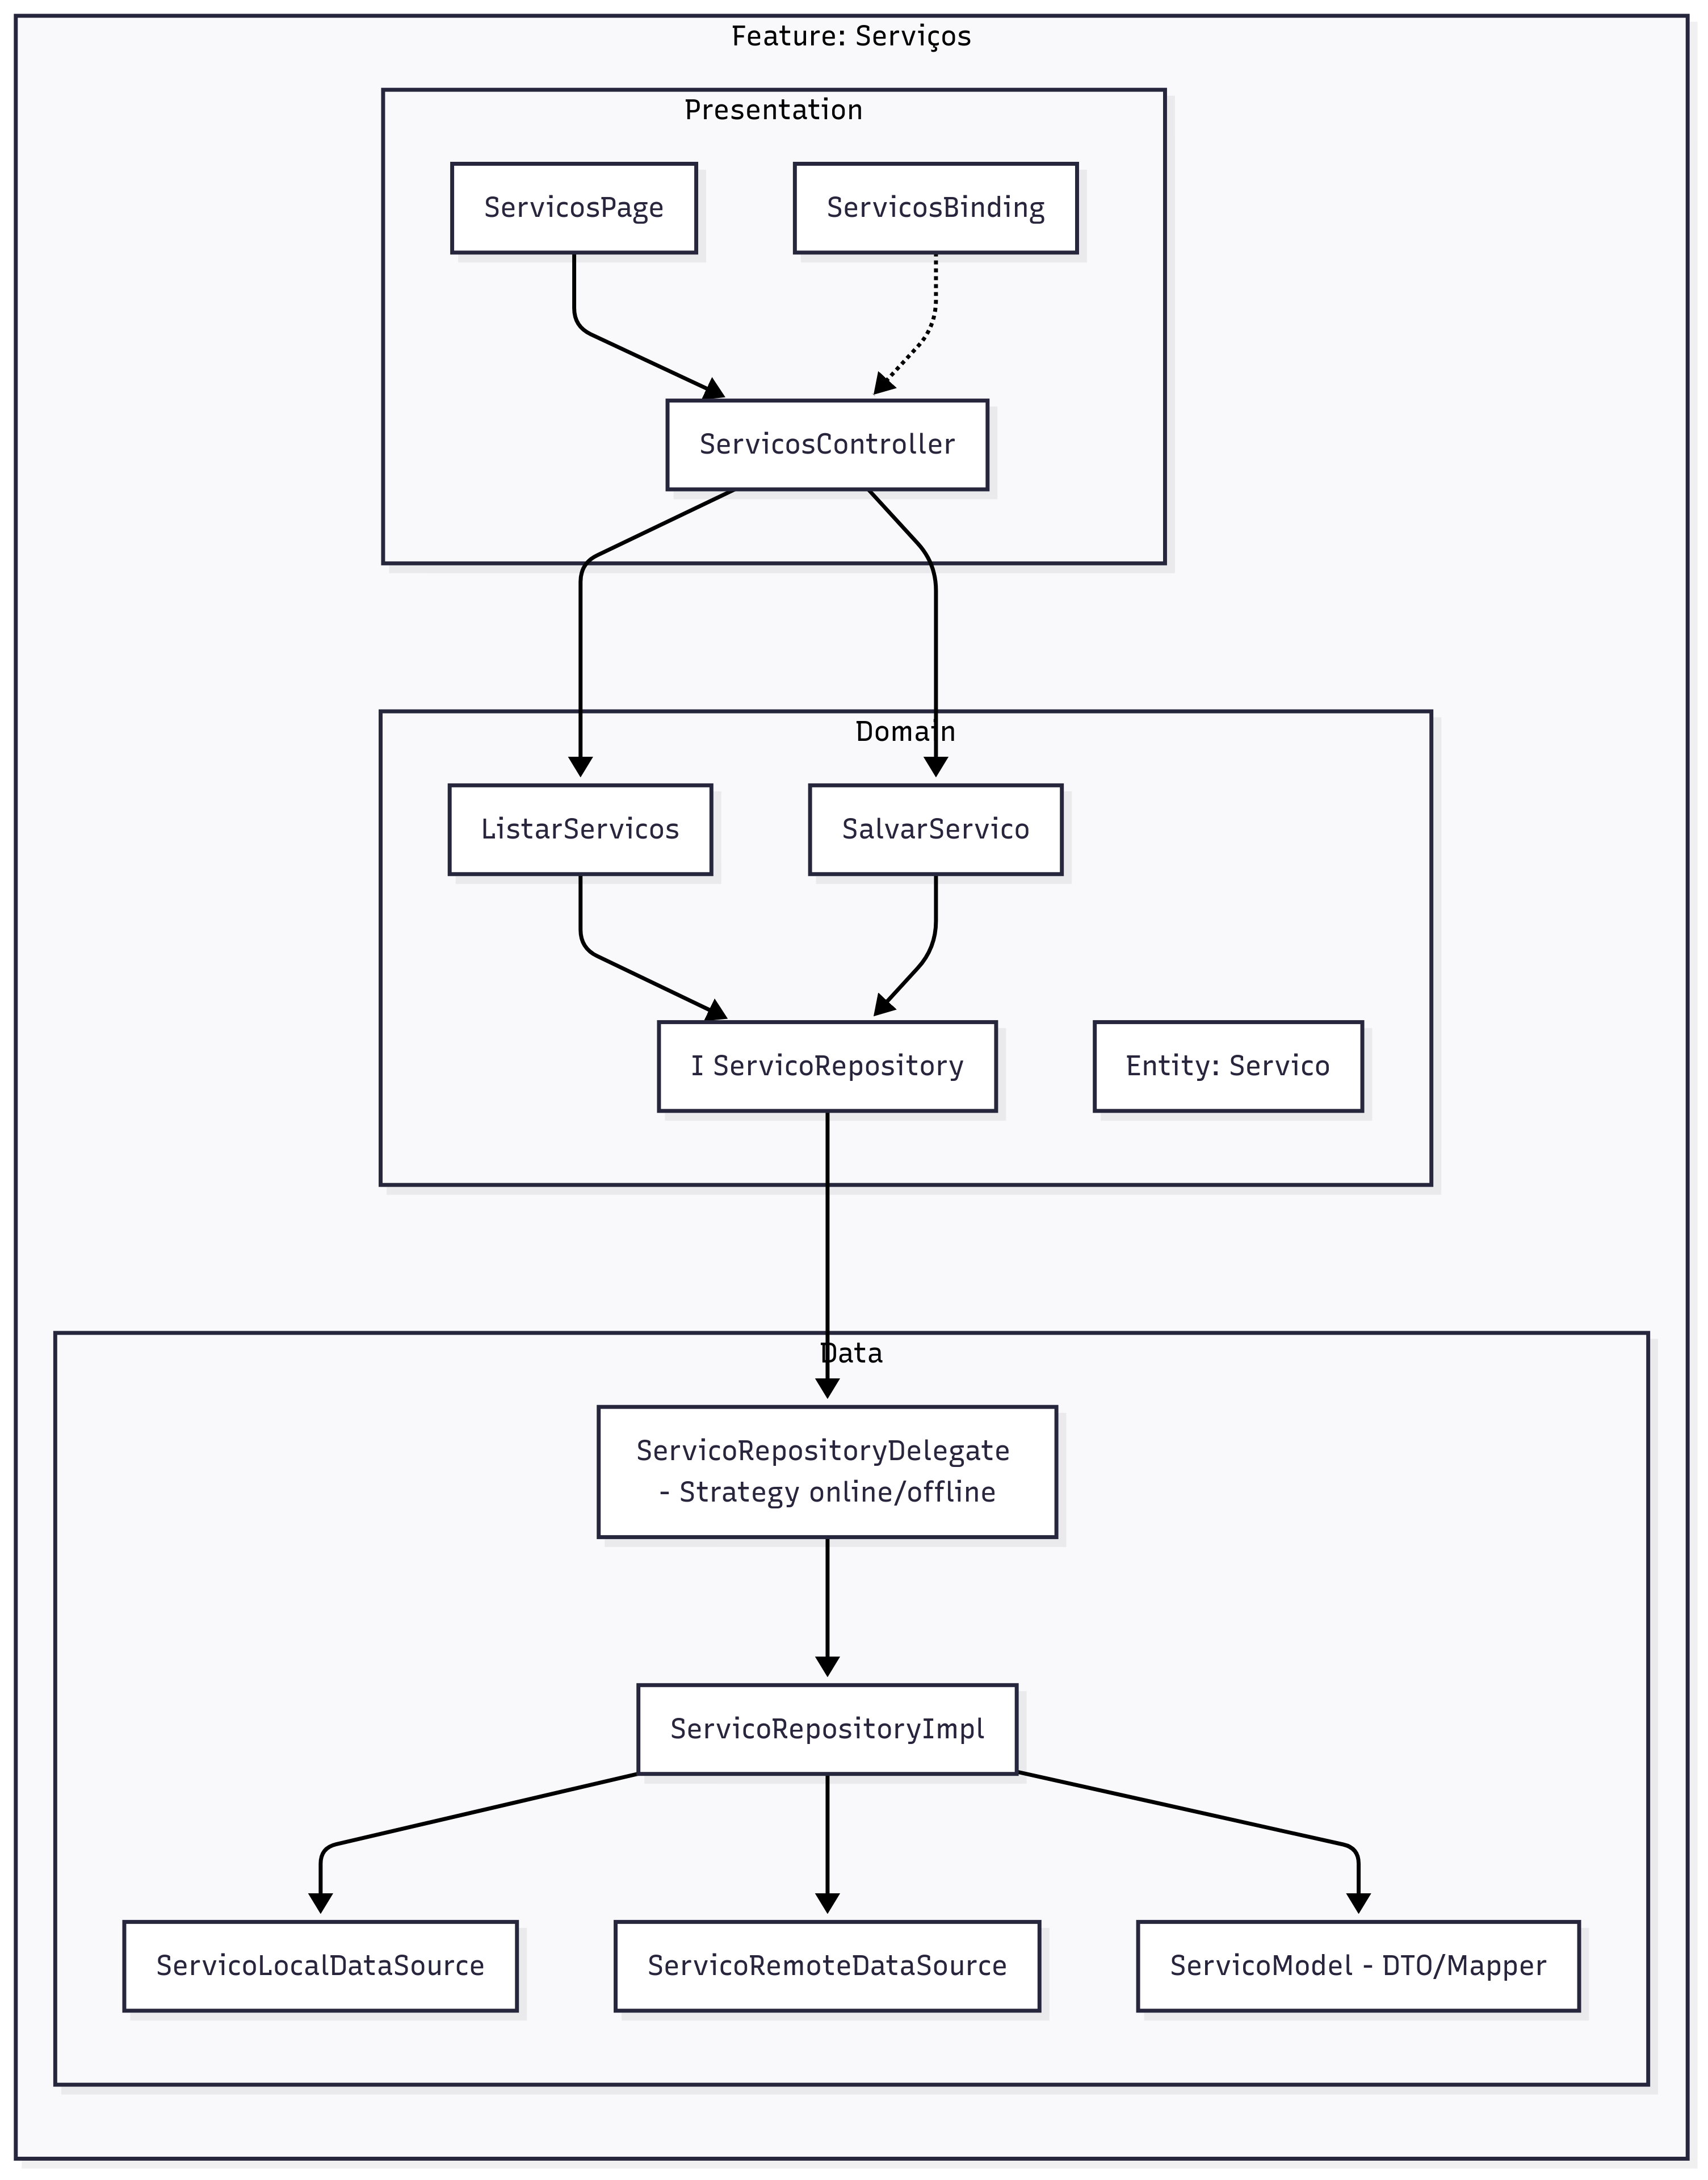 Feature: Serviços
Presentation
ServicosPage
ServicosBinding
ServicosController
Domain
ListarServicos
SalvarServico
I ServicoRepository
Entity: Servico
Data
ServicoRepositoryDelegate
- Strategy online/offline
ServicoRepositoryImpl
ServicoLocalDataSource
ServicoRemoteDataSource
ServicoModel - DTO/Mapper